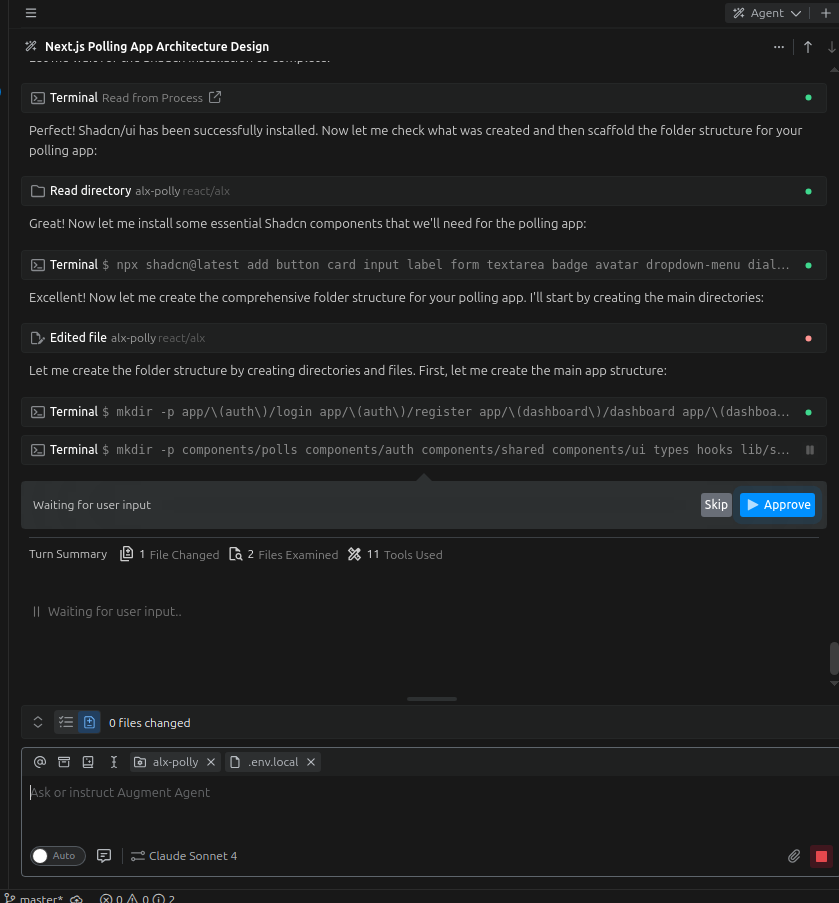 Agent
Next.js Polling App Architecture Design
Let me wait for the Shadcn installation to complete.
Terminal Read from Process
Perfect! Shadcn/ui has been successfully installed. Now let me check what was created and then scaffold the folder structure for your
polling app:
Read directory alx-polly react/alx
Great! Now let me install some essential Shadcn components that we'll need for the polling app:
Terminal $ npx shadcn@latest add button card input label form textarea badge avatar dropdown-menu dial...
Excellent! Now let me create the comprehensive folder structure for your polling app. I'll start by creating the main directories:
Edited file alx-polly react/alx
Let me create the folder structure by creating directories and files. First, let me create the main app structure:
Terminal $ mkdir -p app/\(auth\)/login app/\(auth\)/register app/\(dashboard\)/dashboard app/\(dashboa...
Terminal $ mkdir -p components/polls components/auth components/shared components/ui types hooks lib/s...
Waiting for user input
Skip
Approve
Turn Summary 1 File Changed 2 Files Examined 11 Tools Used
Waiting for user input..
0 files changed
alx-polly
.env.local
Ask or instruct Augment Agent
Auto
Claude Sonnet 4
master* 0 0 2